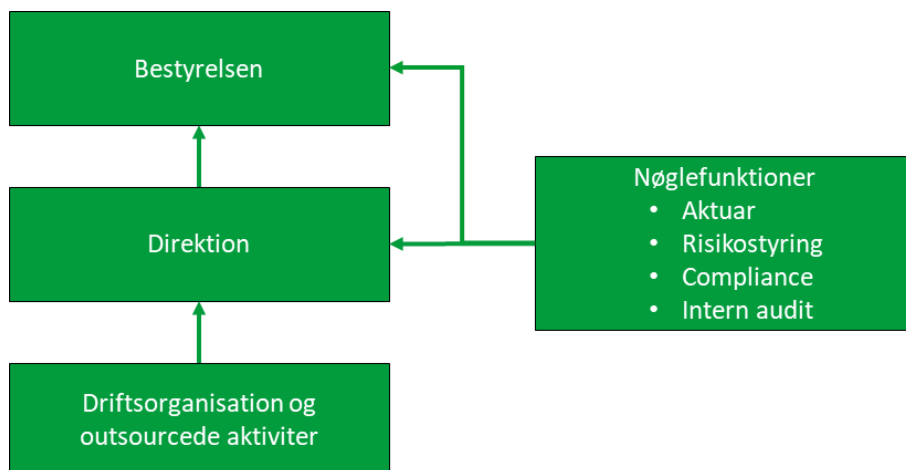 Bestyrelsen
Direktion
Driftsorganisation og
outsourcede aktiviter
Nøglefunktioner
• Aktuar
• Risikostyring
• Compliance
• Intern audit